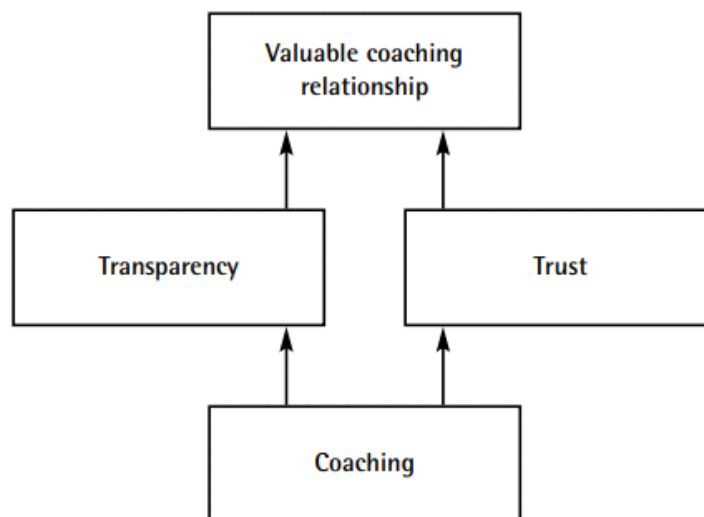 Valuable coaching
relationship
Transparency
Trust
Coaching